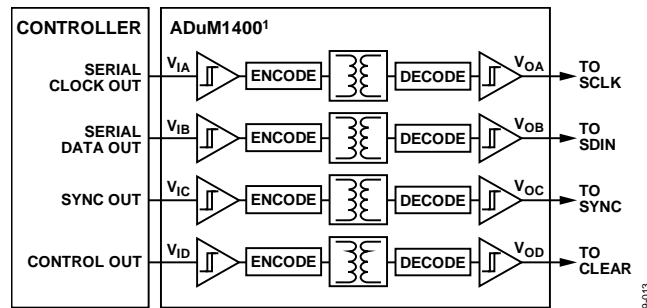 CONTROLLER
ADuM1400¹
SERIAL
CLOCK OUT
V_IA
ENCODE
DECODE
V_OA
TO
SCLK
SERIAL
DATA OUT
V_IB
ENCODE
DECODE
V_OB
TO
SDIN
SYNC OUT
V_IC
ENCODE
DECODE
V_OC
TO
SYNC
CONTROL OUT
V_ID
ENCODE
DECODE
V_OD
TO
CLEAR